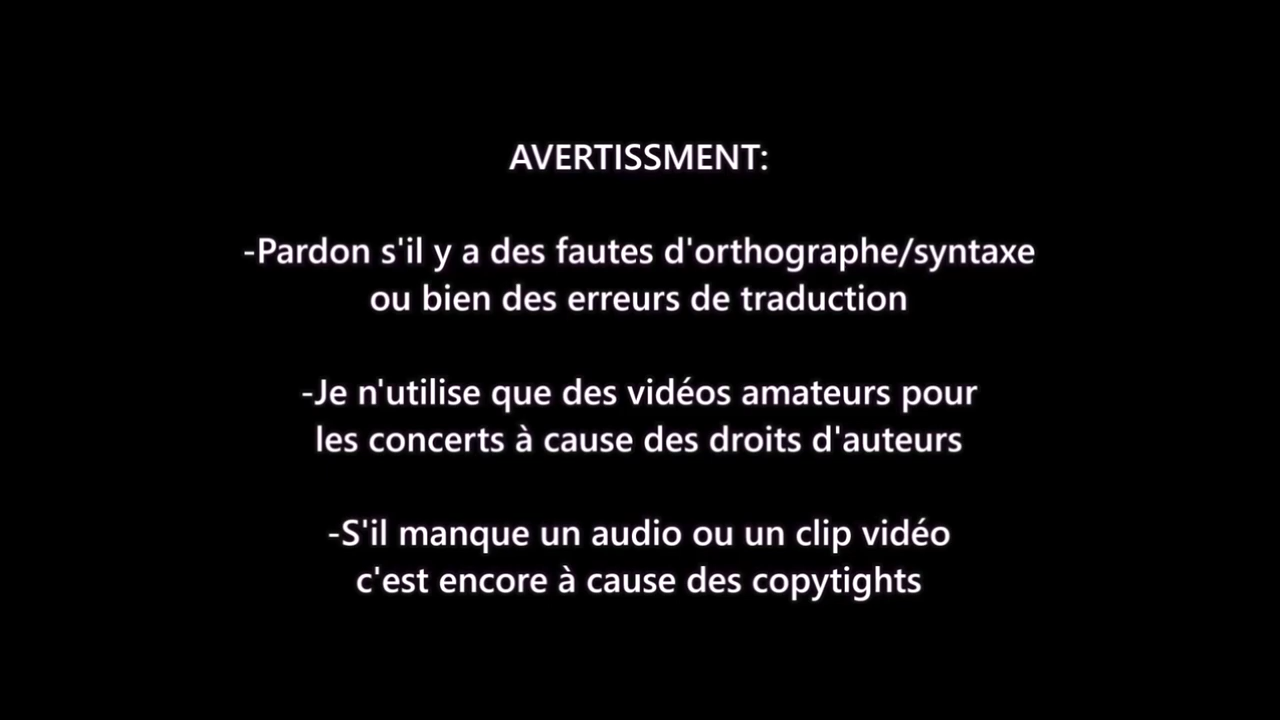 AVERTISSMENT:
-Pardon s'il y a des fautes d'orthographe/syntaxe
ou bien des erreurs de traduction
-Je n'utilise que des vidéos amateurs pour
les concerts à cause des droits d'auteurs
-S'il manque un audio ou un clip vidéo
c'est encore à cause des copytights